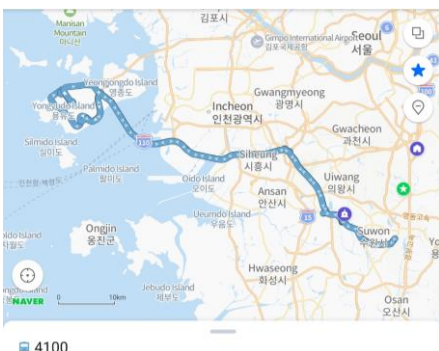 Manisan
Mountain
마니산
김포시
Gimpo International Airport
김포국제공항
Seoul
서울
Yeongjongdo Island
영종도
Gwangmyeong
광명시
Incheon
인천광역시
Yongyudo Island
용유도
Gwacheon
과천시
Silmido Island
실미도
110
Siheung
시흥시
Palmido Island
팔미도
Oido Island
오이도
Uiwang
의왕시
Ansan
안산시
Ueumdo Island
우음도
15
Ongjin
옹진군
Suwon
수원시
Hwaseong
화성시
Jebudo Island
제부도
Osan
오산시
NAVER
0
10km
4100